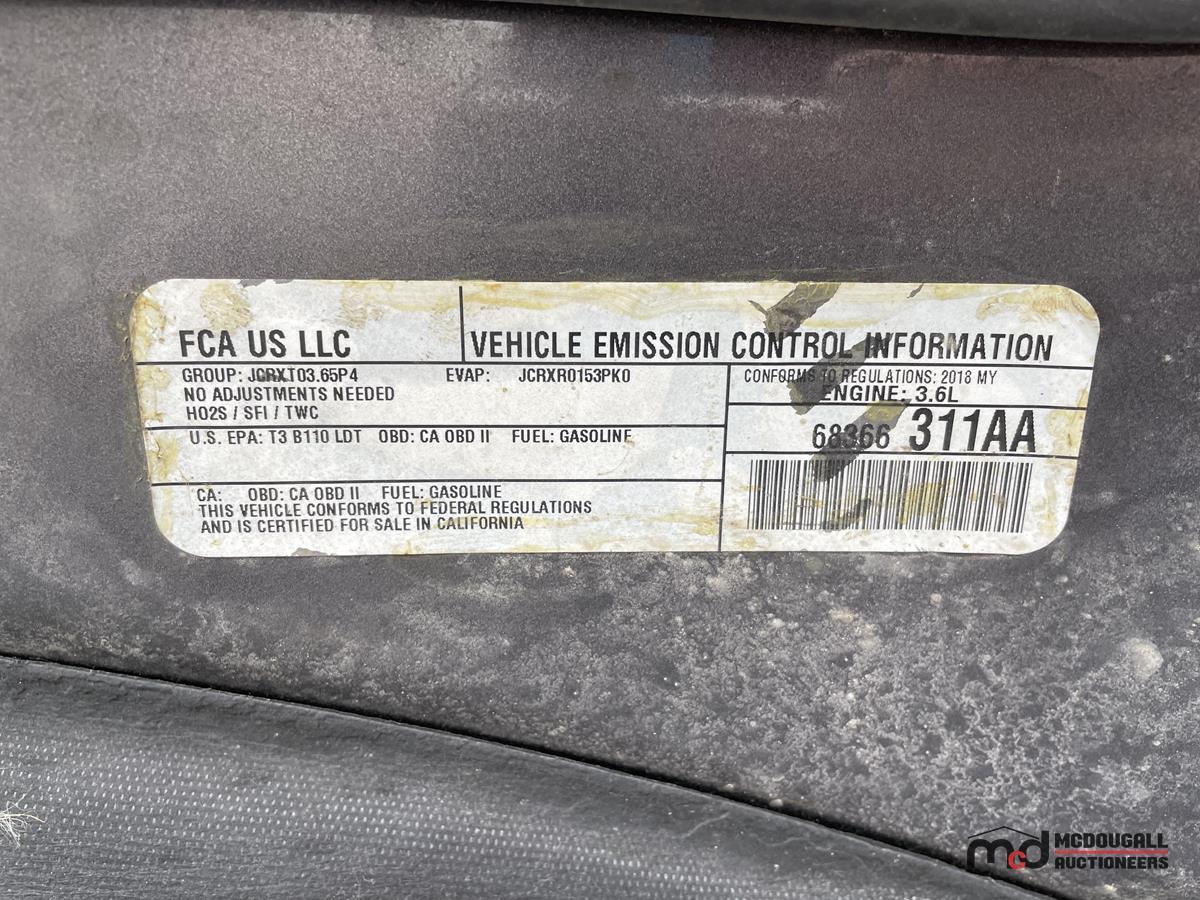 FCA US LLC
VEHICLE EMISSION CONTROL INFORMATION
GROUP: JCRXT03.65P4 EVAP: JCRXR0153PK0
NO ADJUSTMENTS NEEDED
HO2S / SFI / TWC
CONFORMS TO REGULATIONS: 2018 MY
ENGINE: 3.6L
U.S. EPA: T3 B110 LDT OBD: CA OBD II FUEL: GASOLINE
68366 311AA
CA: OBD: CA OBD II FUEL: GASOLINE
THIS VEHICLE CONFORMS TO FEDERAL REGULATIONS
AND IS CERTIFIED FOR SALE IN CALIFORNIA
mcd MCDOUGALL
AUCTIONEERS